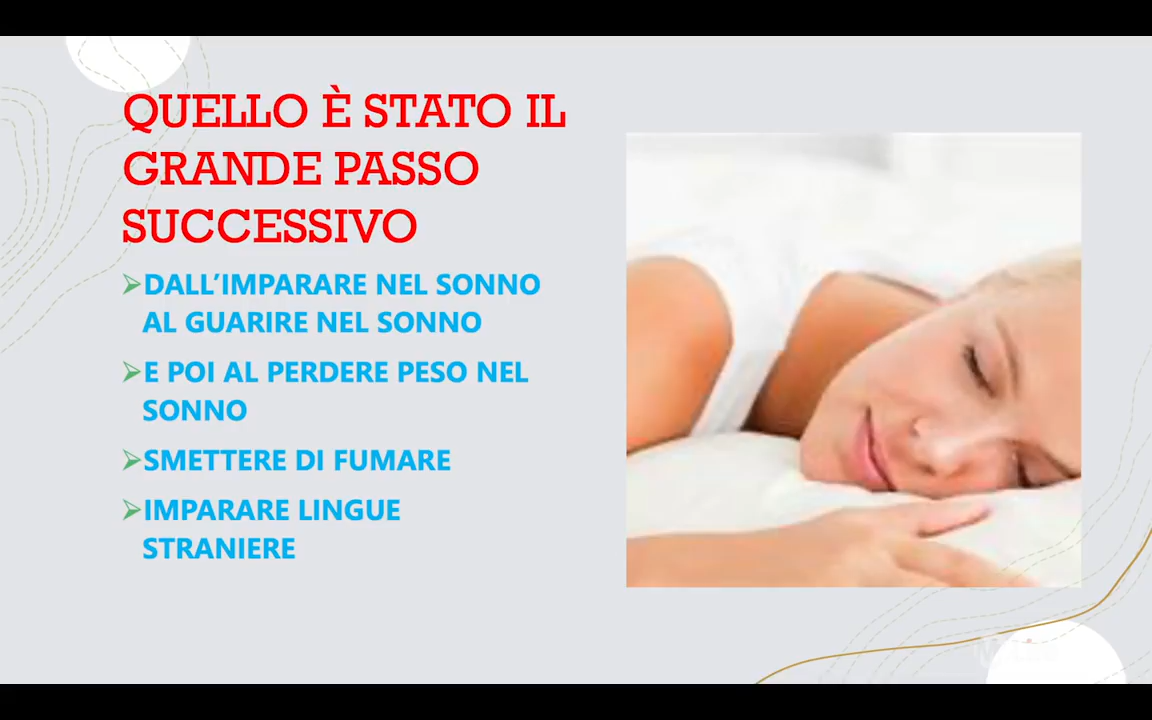 QUELLO È STATO IL
GRANDE PASSO
SUCCESSIVO
DALL'IMPARARE NEL SONNO
AL GUARIRE NEL SONNO
E POI AL PERDERE PESO NEL
SONNO
SMETTERE DI FUMARE
IMPARARE LINGUE
STRANIERE